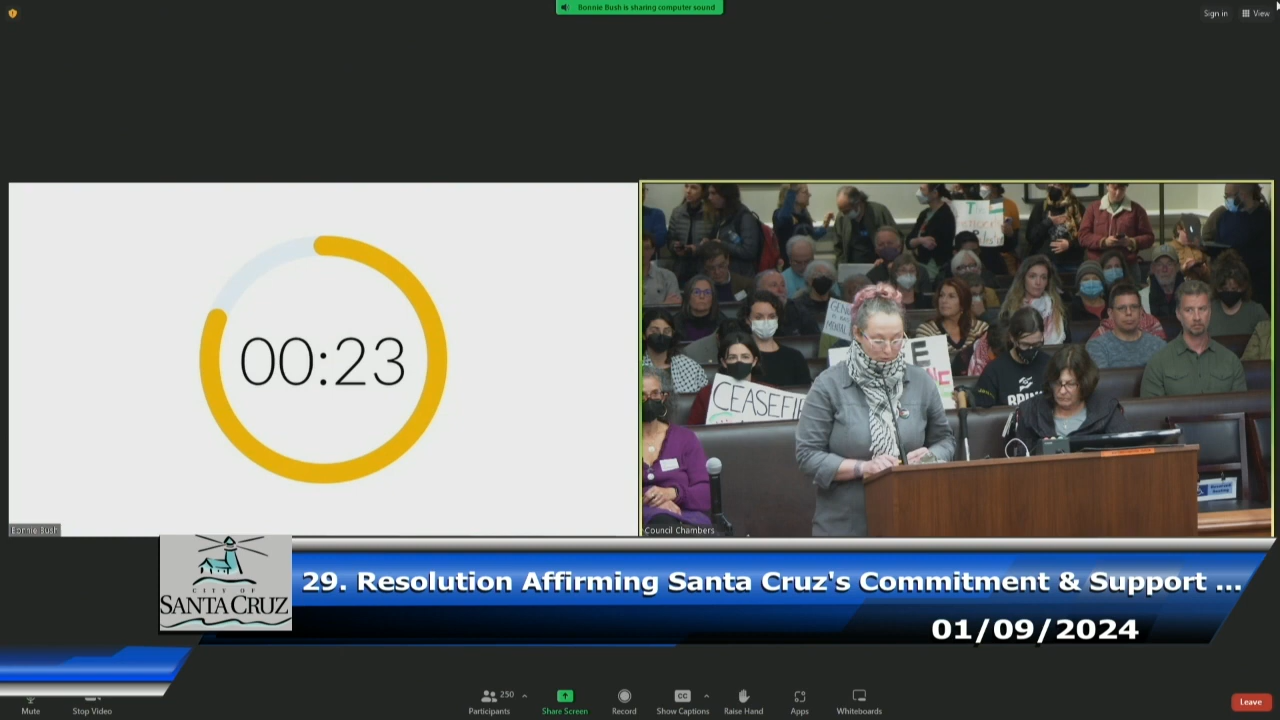 Bonnie Bush is sharing computer sound
Sign in
View
00:23
CEASEFI
Bonnie Bush
Council Chambers
CITY OF
SANTA CRUZ
29. Resolution Affirming Santa Cruz's Commitment & Support ...
01/09/2024
Mute
Stop Video
Participants
250
Share Screen
CC
Show Captions
Record
Raise Hand
Apps
Whiteboards
Leave